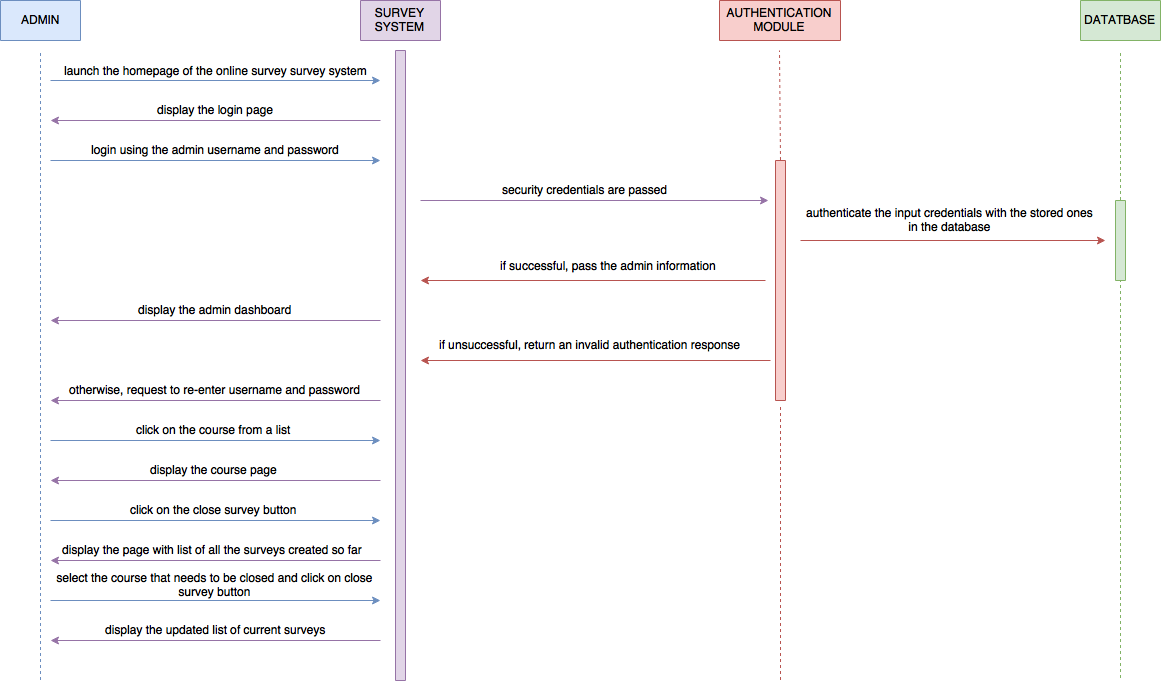 ADMIN
SURVEY
SYSTEM
AUTHENTICATION
MODULE
DATATBASE
launch the homepage of the online survey survey system
display the login page
login using the admin username and password
security credentials are passed
authenticate the input credentials with the stored ones
in the database
if successful, pass the admin information
display the admin dashboard
if unsuccessful, return an invalid authentication response
otherwise, request to re-enter username and password
click on the course from a list
display the course page
click on the close survey button
display the page with list of all the surveys created so far
select the course that needs to be closed and click on close
survey button
display the updated list of current surveys